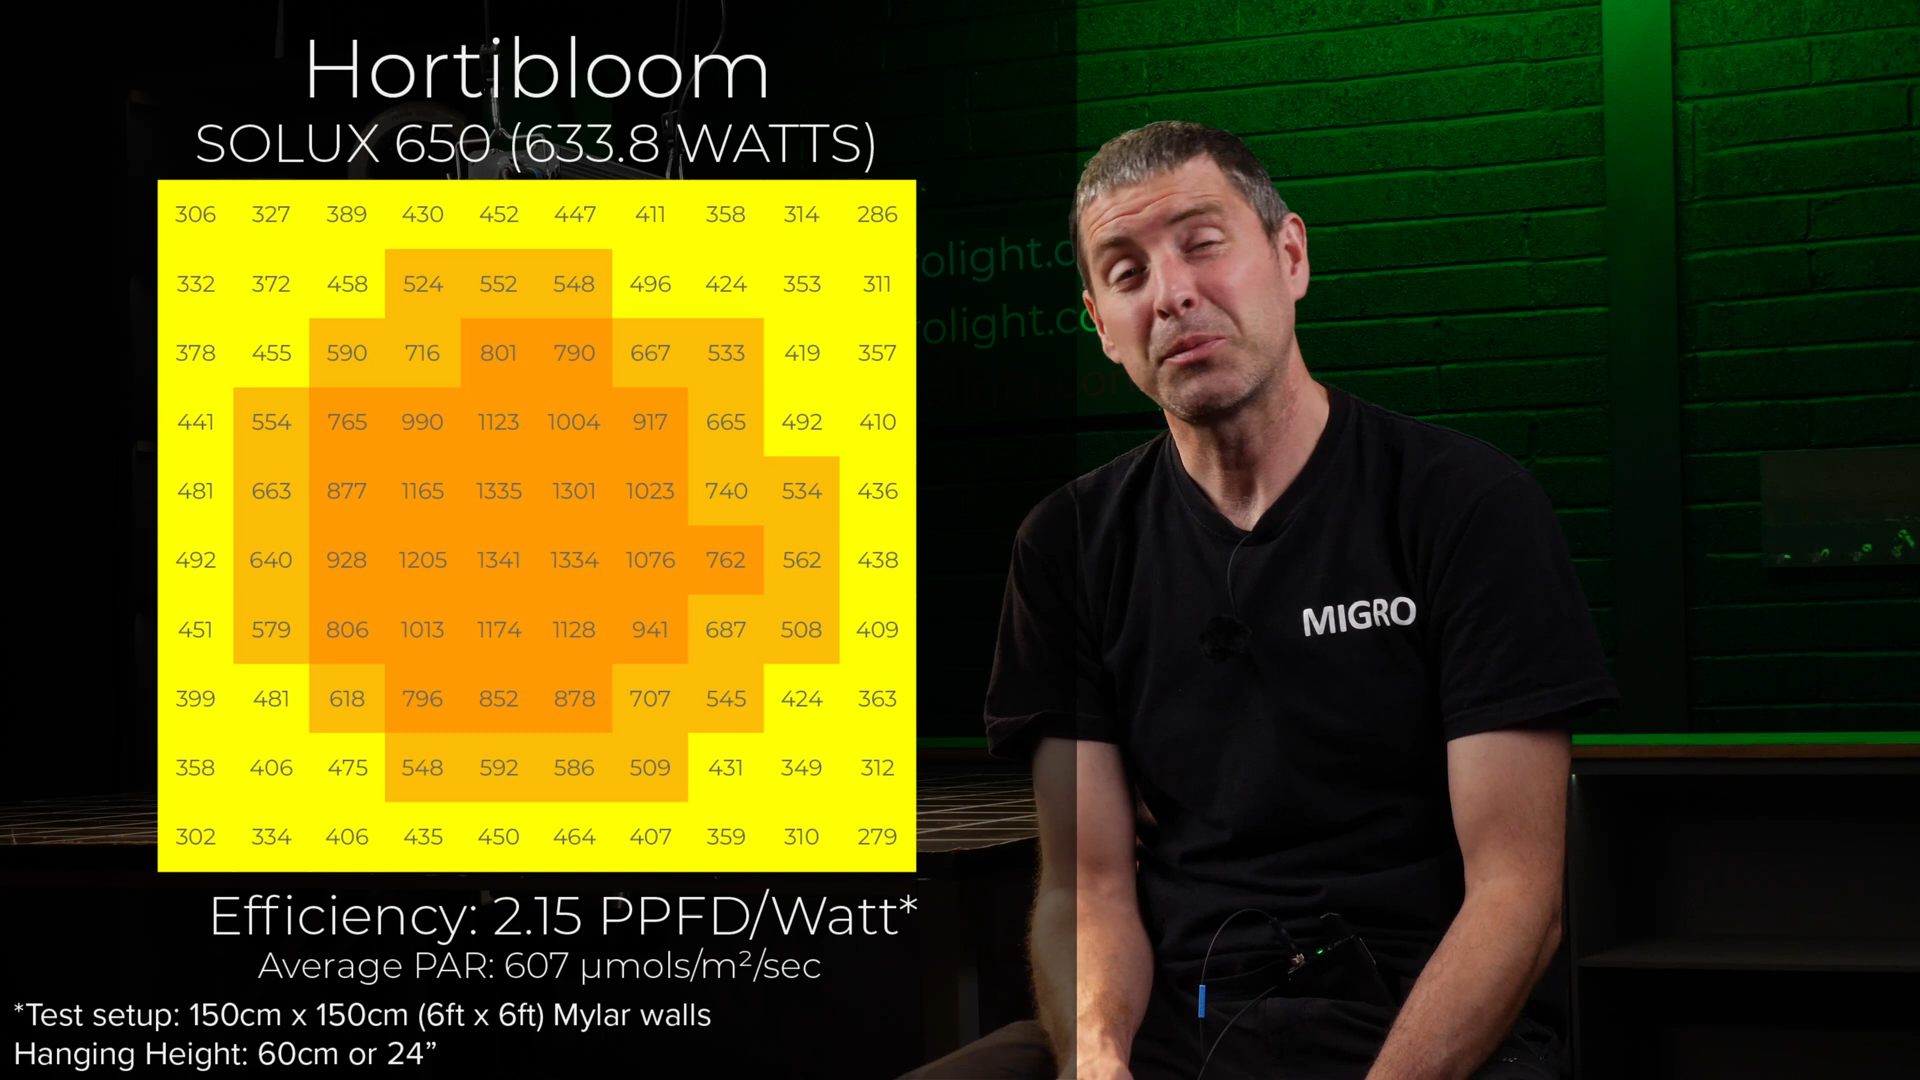 Hortibloom
SOLUX 650 (633.8 WATTS)
306 327 389 430 452 447 411 358 314 286
332 372 458 524 552 548 496 424 353 311
378 455 590 716 801 790 667 533 419 357
441 554 765 990 1123 1004 917 665 492 410
481 663 877 1165 1335 1301 1023 740 534 436
492 640 928 1205 1341 1334 1076 762 562 438
451 579 806 1013 1174 1128 941 687 508 409
399 481 618 796 852 878 707 545 424 363
358 406 475 548 592 586 509 431 349 312
302 334 406 435 450 464 407 359 310 279
Efficiency: 2.15 PPFD/Watt*
Average PAR: 607 µmols/m²/sec
*Test setup: 150cm x 150cm (6ft x 6ft) Mylar walls
Hanging Height: 60cm or 24”
MIGRO